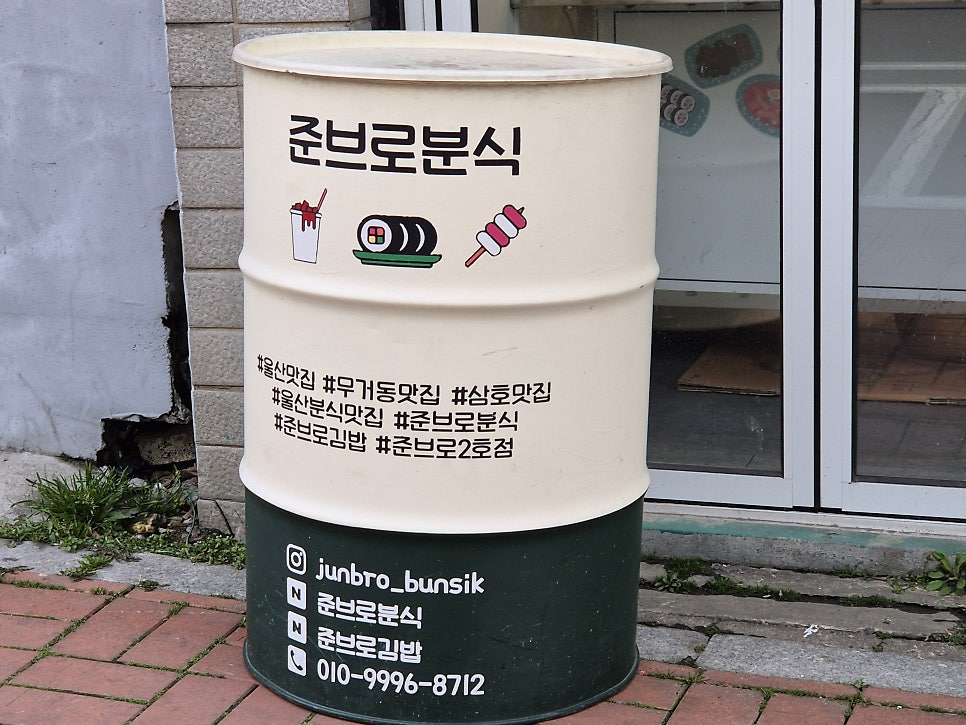 준브로분식
#울산맛집 #무거동맛집 #삼호맛집
#울산분식맛집 #준브로분식
#준브로김밥 #준브로2호점
junbro_bunsik
N 준브로분식
N 준브로김밥
010-9996-8712